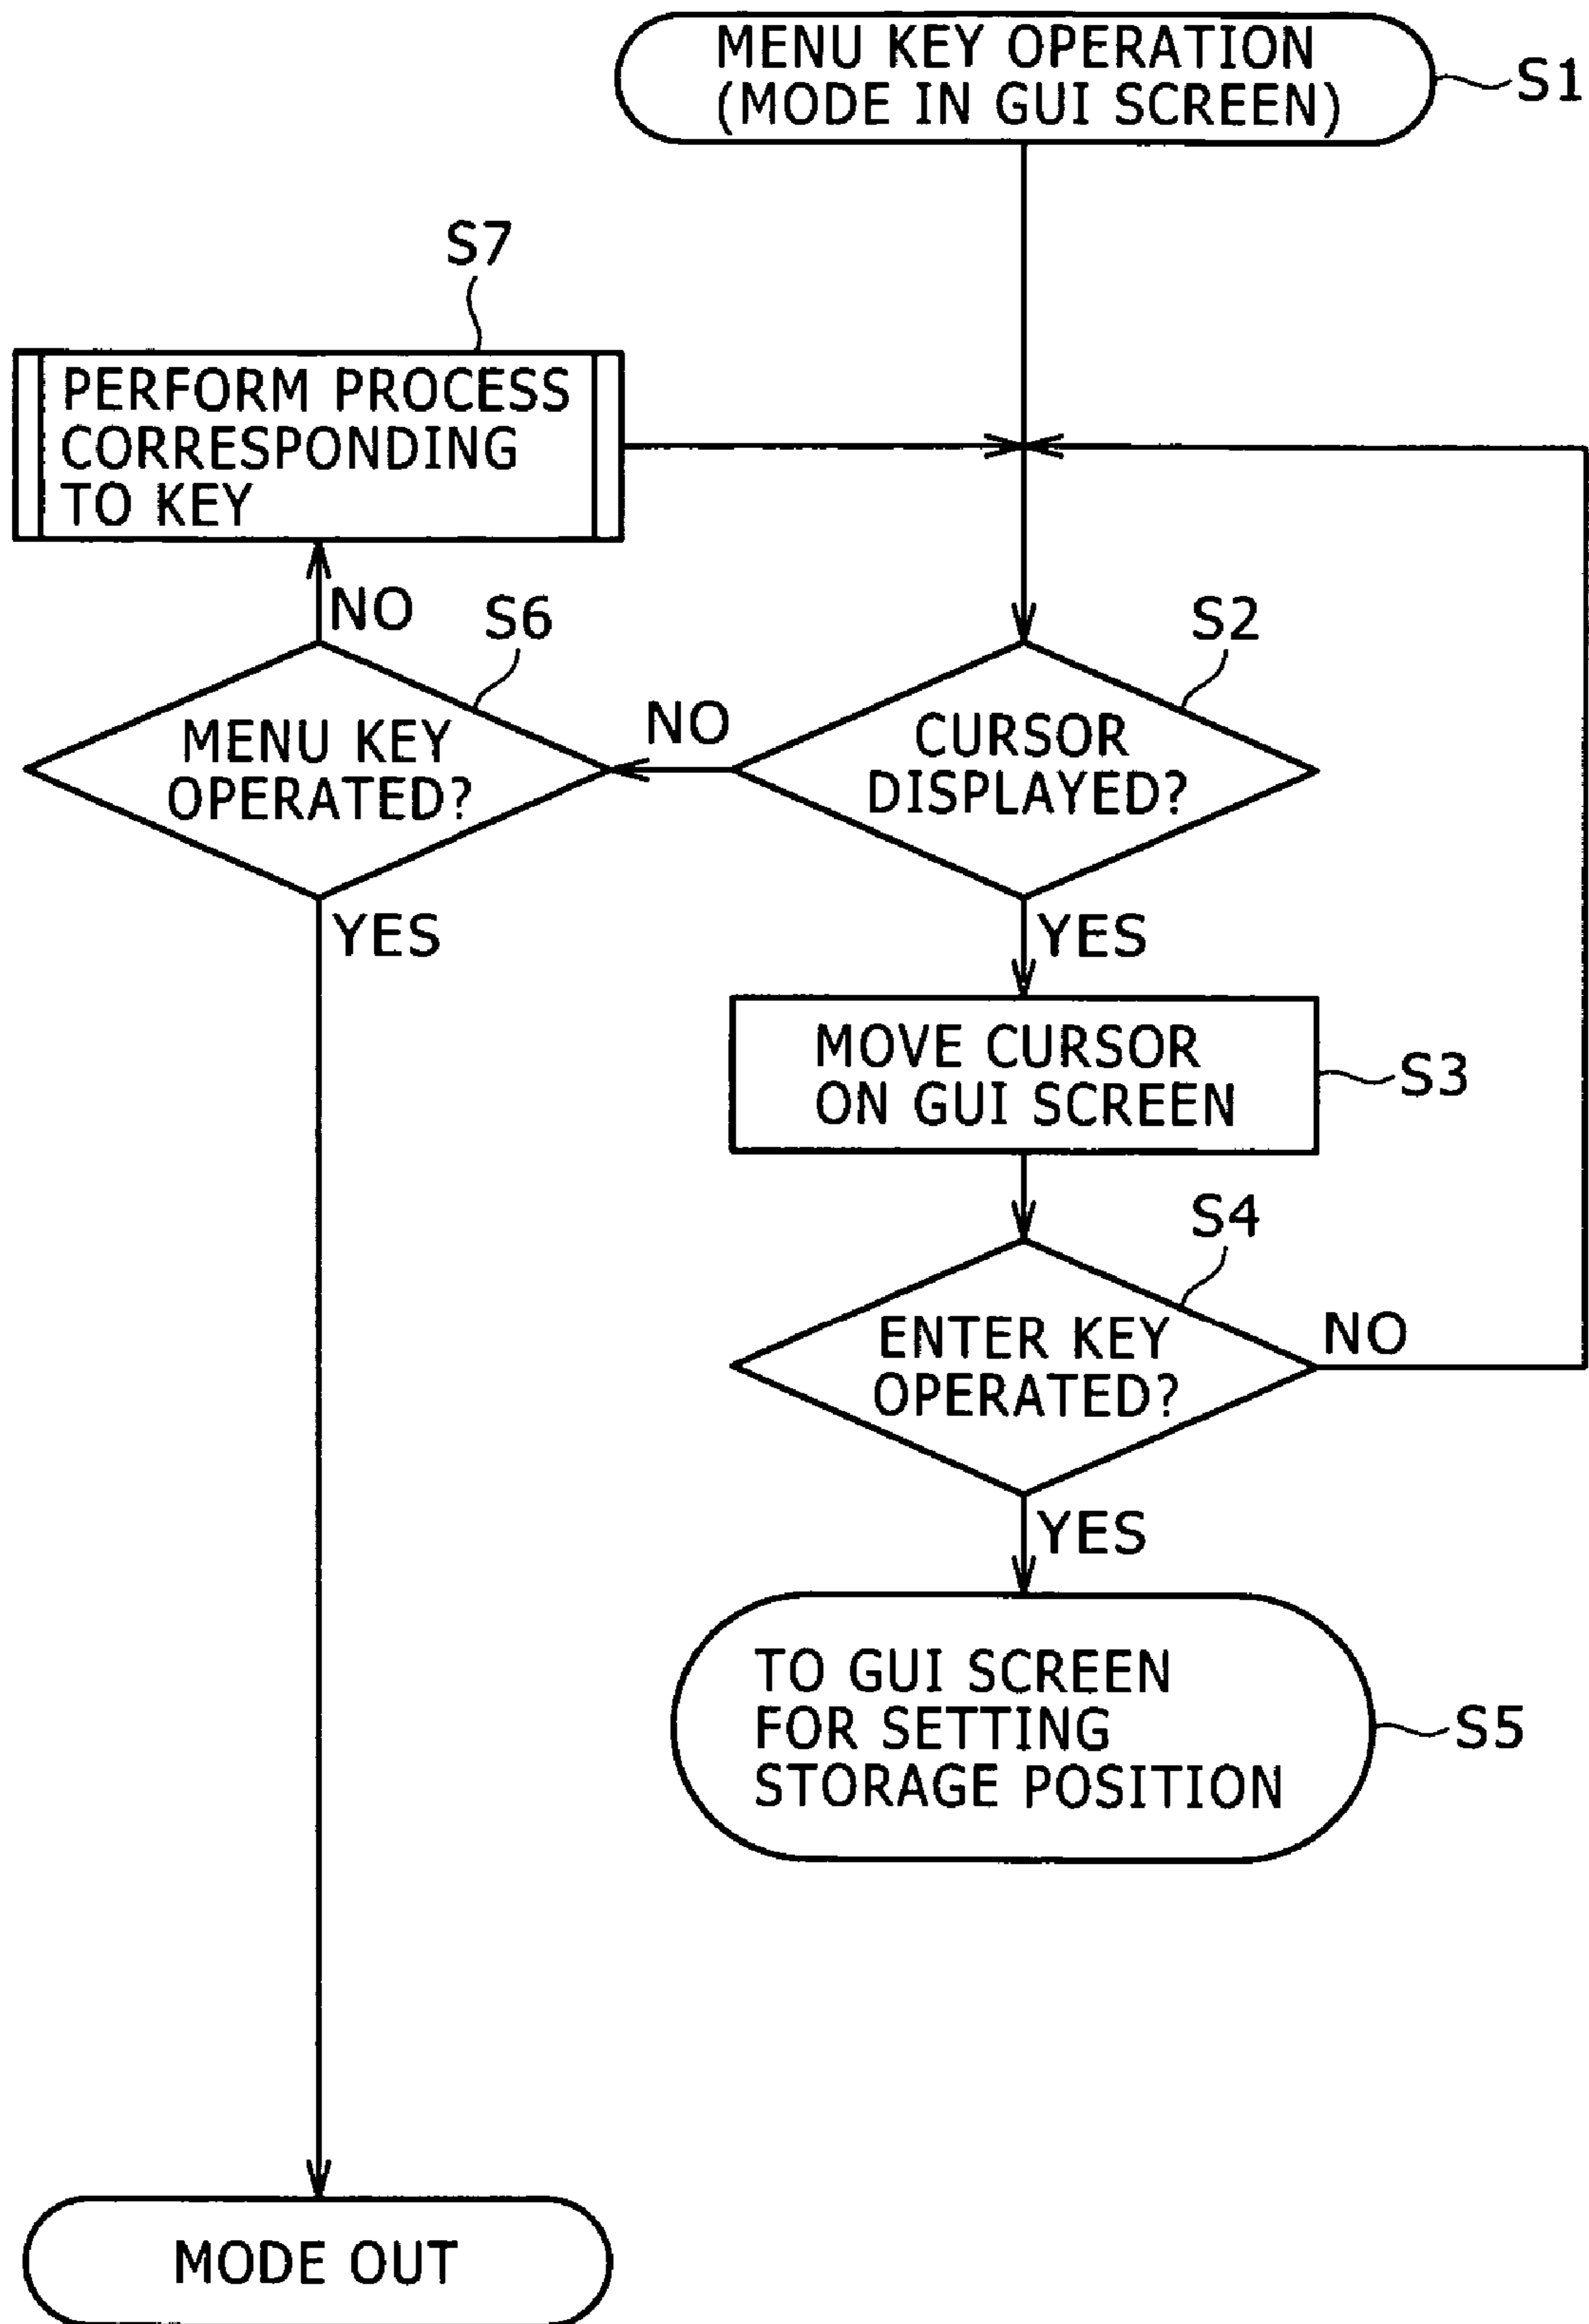 MENU KEY OPERATION
(MODE IN GUI SCREEN)
S1
S7
PERFORM PROCESS
CORRESPONDING
TO KEY
NO
S6
MENU KEY
OPERATED?
YES
NO
S2
CURSOR
DISPLAYED?
YES
MOVE CURSOR
ON GUI SCREEN
S3
S4
ENTER KEY
OPERATED?
NO
YES
TO GUI SCREEN
FOR SETTING
STORAGE POSITION
S5
MODE OUT